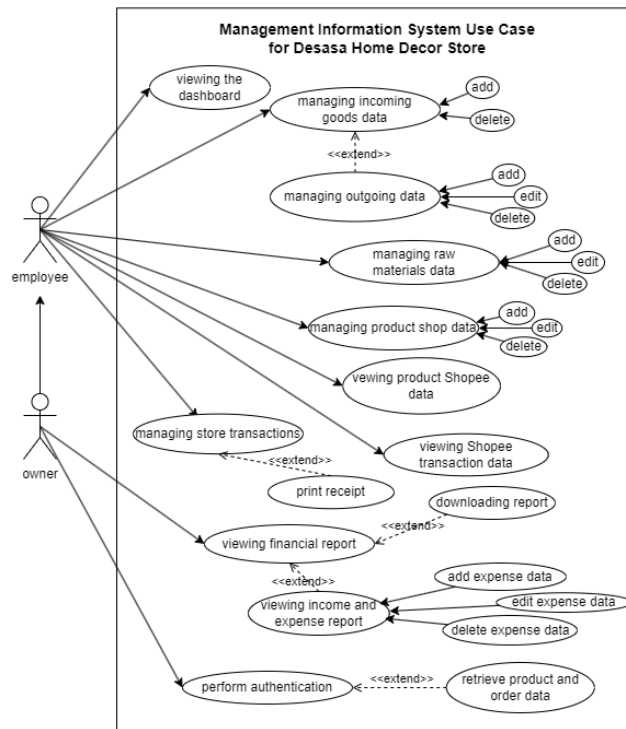 Management Information System Use Case
for Desasa Home Decor Store
viewing the
dashboard
managing incoming
goods data
add
delete
<<extend>>
managing outgoing data
add
edit
delete
employee
managing raw
materials data
add
edit
delete
managing product shop data
add
edit
delete
vewing product Shopee
data
managing store transactions
viewing Shopee
transaction data
<<extend>>
print receipt
owner
downloading report
<<extend>>
viewing financial report
<<extend>>
viewing income and
expense report
add expense data
edit expense data
delete expense data
perform authentication
<<extend>>
retrieve product and
order data